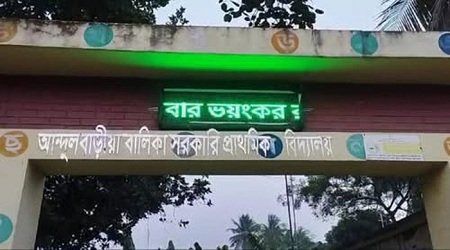 বার ভয়ংকর র
আন্দুলবাড়ীয়া বালিকা সরকারি প্রাথমিক বিদ্যালয়